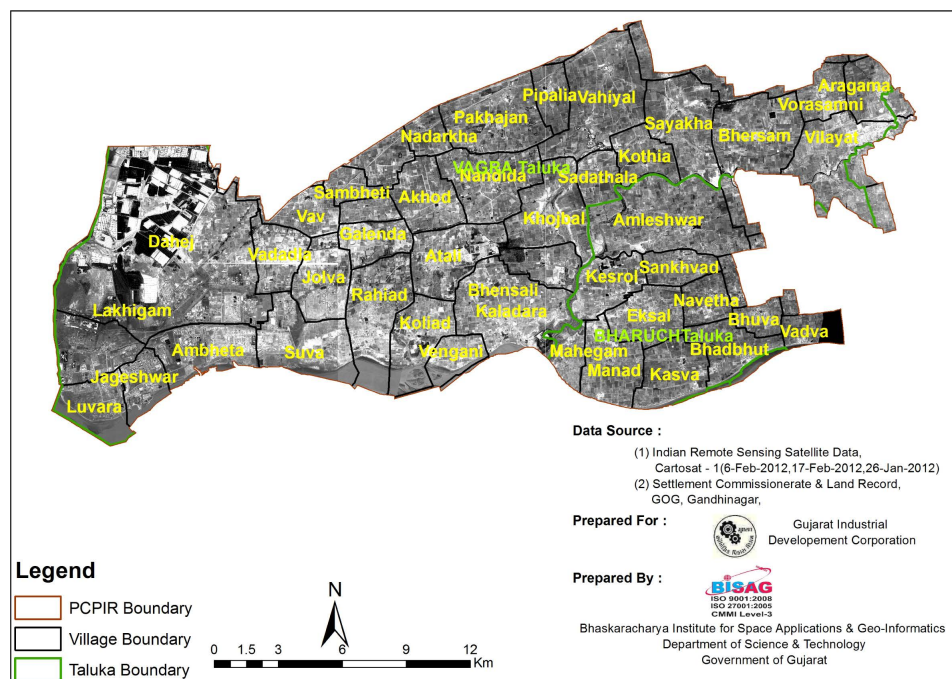 Aragama
Pipalia Vahiyal
Vorasamni
Pakhajan
Sayakha
Nadarkha
Bhersam
Vilayat
Kothia
VAGRA Taluka
Nandida
Sadathala
Sambheti
Akhod
Vav
Khojbal
Amleshwar
Galenda
Dahej
Vadadla
Atali
Jolva
Kesrol
Sankhvad
Rahiad
Bhensali
Navetha
Lakhigam
Kaladara
Eksal
Koliad
Bhuva
Vadva
BHARUCH Taluka
Ambheta
Suva
Vengani
Mahegam
Bhadbhut
Jageshwar
Manad
Kasva
Luvara
Data Source :
(1) Indian Remote Sensing Satellite Data,
Cartosat - 1(6-Feb-2012,17-Feb-2012,26-Jan-2012)
(2) Settlement Commissionerate & Land Record,
GOG, Gandhinagar,
Prepared For :
Gujarat Industrial
Developement Corporation
Prepared By :
BISAG
ISO 9001:2008
ISO 27001:2005
CMMI Level-3
Bhaskaracharya Institute for Space Applications & Geo-Informatics
Department of Science & Technology
Government of Gujarat
Legend
PCPIR Boundary
Village Boundary
Taluka Boundary
N
0 1.5 3 6 9 12
Km